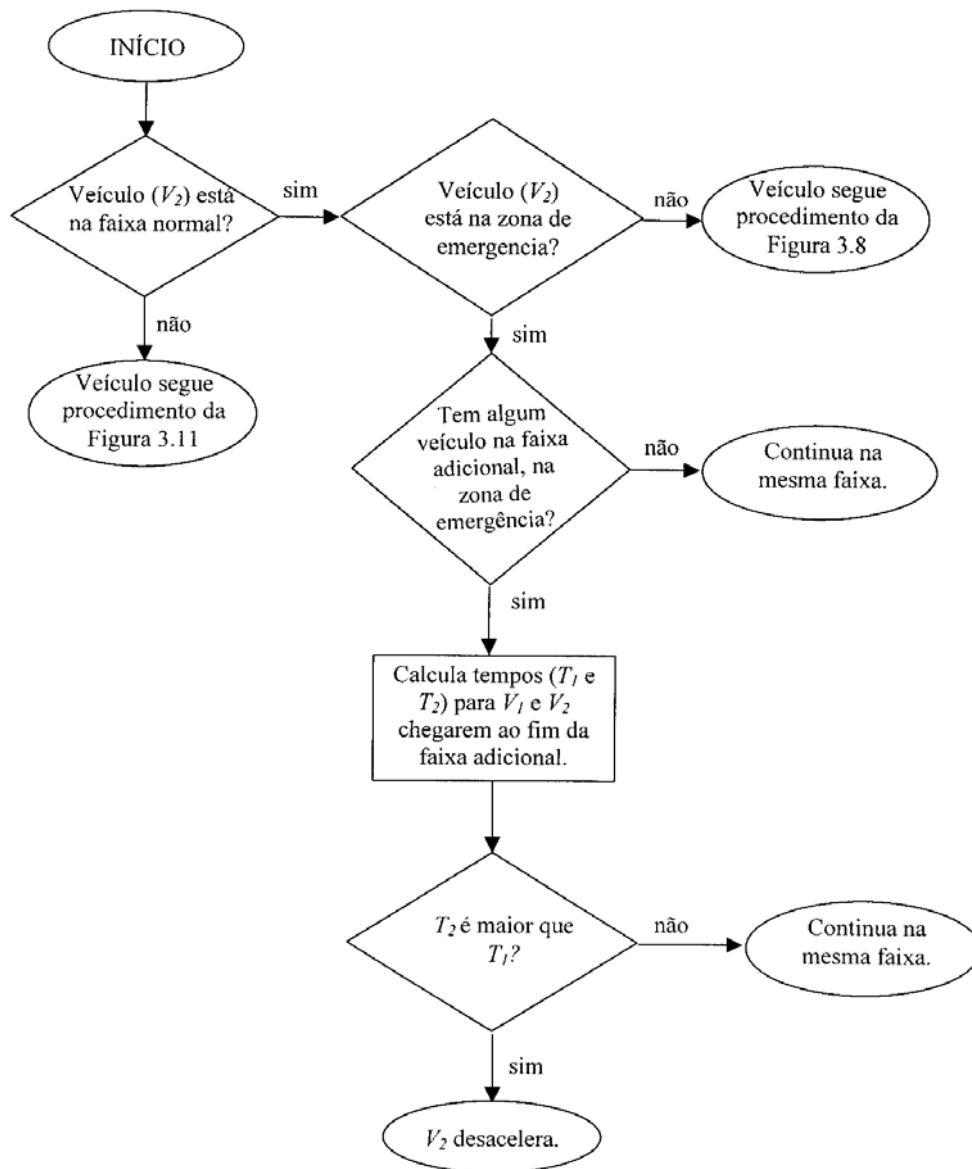 INÍCIO
Veículo (V2) está
na faixa normal?
sim
Veículo (V2)
está na zona de
emergencia?
não
Veículo segue
procedimento da
Figura 3.8
não
Veículo segue
procedimento da
Figura 3.11
sim
Tem algum
veículo na faixa
adicional, na
zona de
emergência?
não
Continua na
mesma faixa.
sim
Calcula tempos (T1 e
T2) para V1 e V2
chegarem ao fim da
faixa adicional.
T2 é maior que
T1?
não
Continua na
mesma faixa.
sim
V2 desacelera.